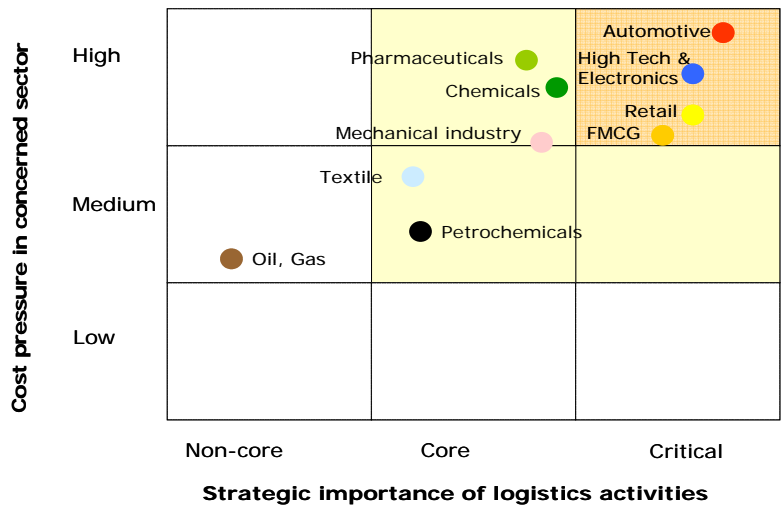 Cost pressure in concerned sector
High
Medium
Low
Automotive
Pharmaceuticals
High Tech &
Electronics
Chemicals
Retail
Mechanical industry
FMCG
Textile
Petrochemicals
Oil, Gas
Non-core
Core
Critical
Strategic importance of logistics activities